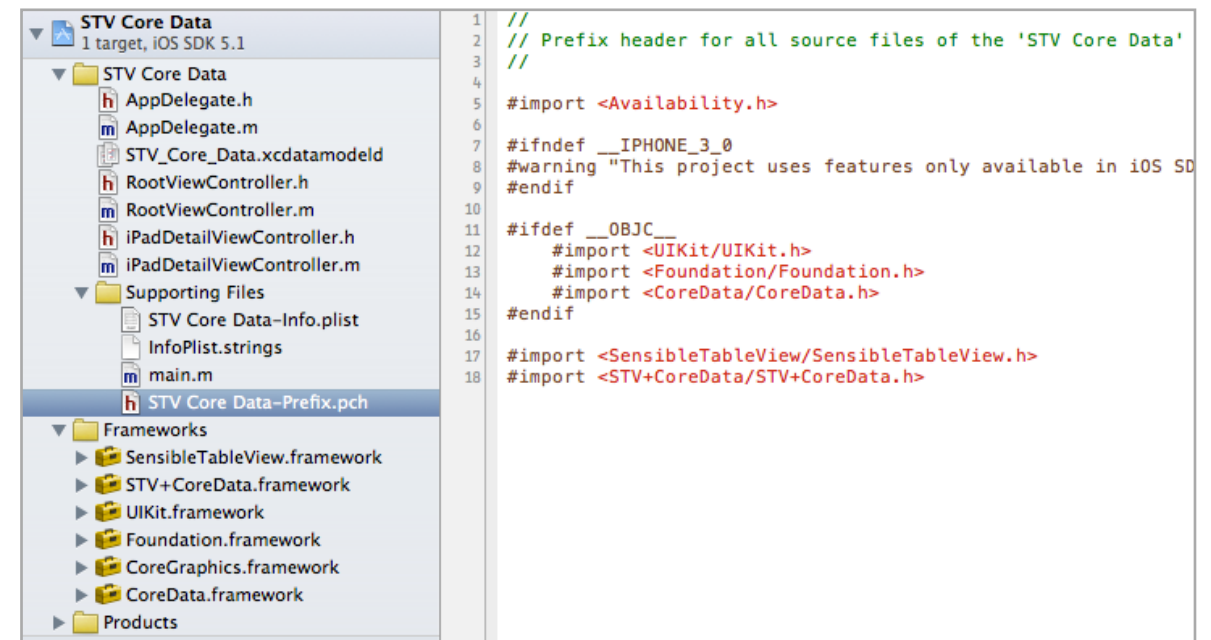 STV Core Data
1 target, iOS SDK 5.1
STV Core Data
h AppDelegate.h
m AppDelegate.m
STV_Core_Data.xcdatamodeld
h RootViewController.h
m RootViewController.m
h iPadDetailViewController.h
m iPadDetailViewController.m
Supporting Files
STV Core Data-Info.plist
InfoPlist.strings
m main.m
h STV Core Data-Prefix.pch
Frameworks
SensibleTableView.framework
STV+CoreData.framework
UIKit.framework
Foundation.framework
CoreGraphics.framework
CoreData.framework
Products
1 //
2 // Prefix header for all source files of the 'STV Core Data'
3 //
4
5 #import <Availability.h>
6
7 #ifndef __IPHONE_3_0
8 #warning "This project uses features only available in iOS SD
9 #endif
10
11 #ifdef __OBJC__
12 #import <UIKit/UIKit.h>
13 #import <Foundation/Foundation.h>
14 #import <CoreData/CoreData.h>
15 #endif
16
17 #import <SensibleTableView/SensibleTableView.h>
18 #import <STV+CoreData/STV+CoreData.h>